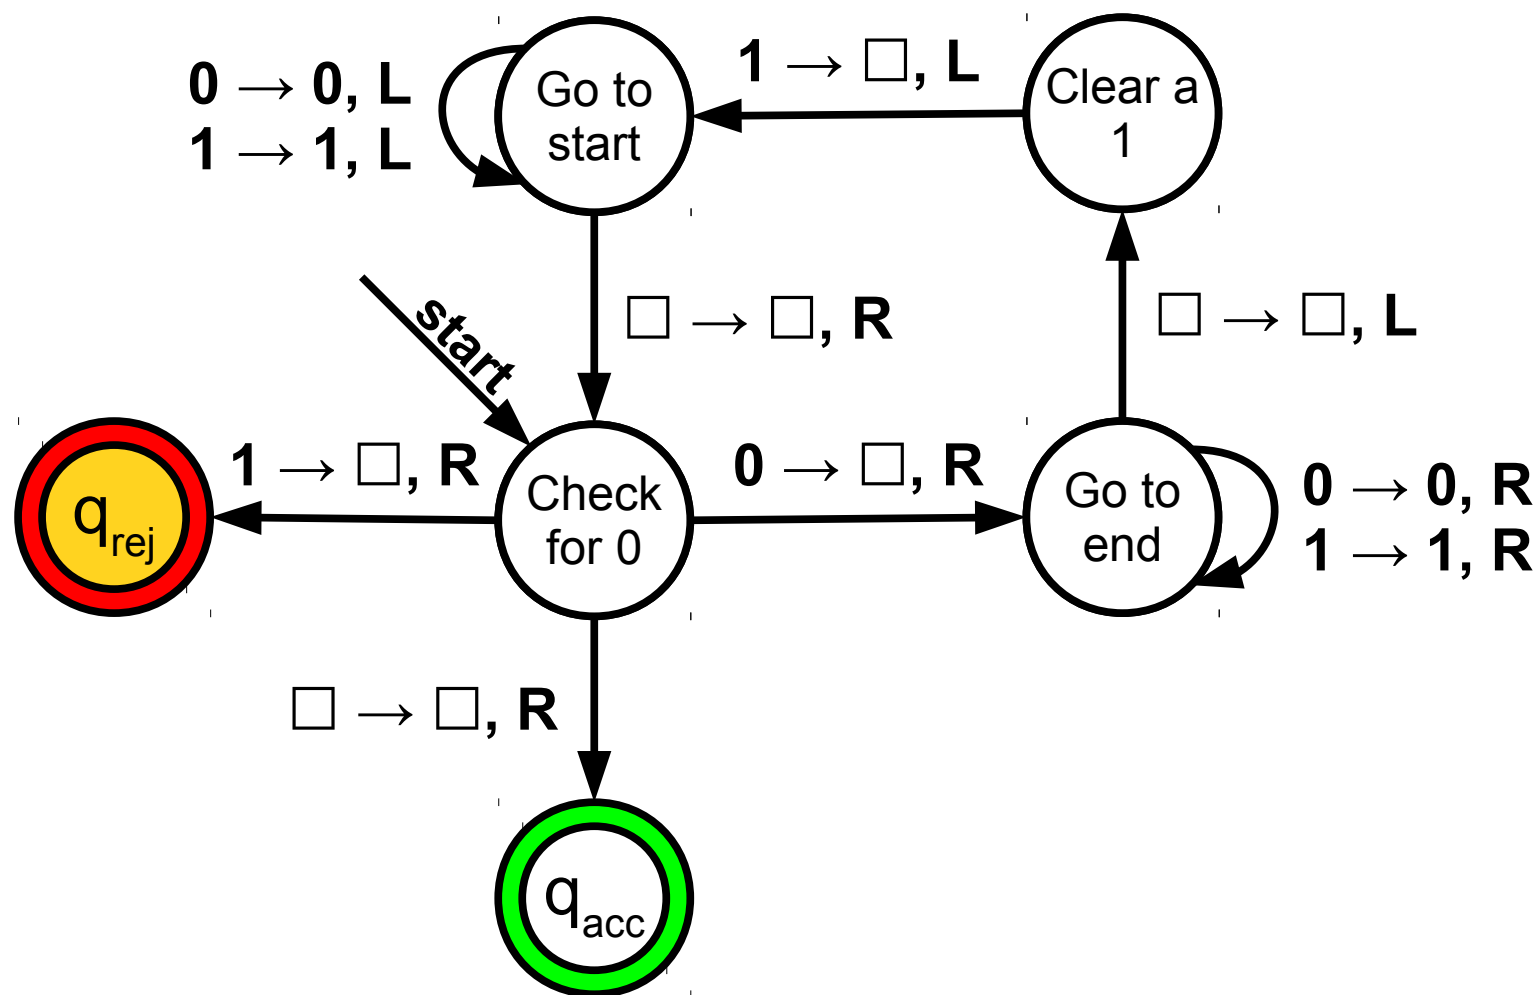 0 → 0, L
1 → 1, L
Go to
start
1 → □, L
Clear a
1
□ → □, R
□ → □, L
start
q_rej
1 → □, R
Check
for 0
0 → □, R
Go to
end
0 → 0, R
1 → 1, R
□ → □, R
q_acc